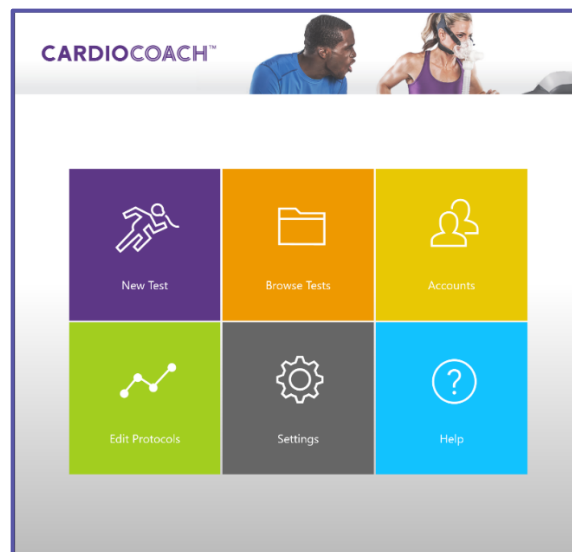 CARDIOCOACH™
New Test
Browse Tests
Accounts
Edit Protocols
Settings
Help